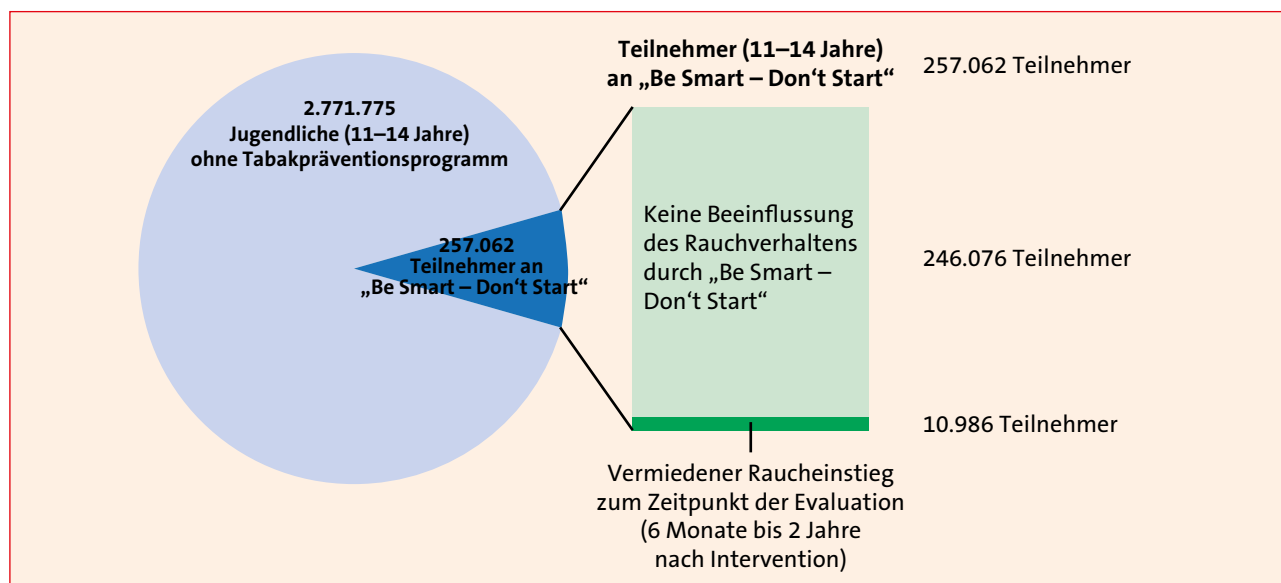 2.771.775
Jugendliche (11–14 Jahre)
ohne Tabakpräventionsprogramm
257.062
Teilnehmer an
„Be Smart – Don‘t Start“
Teilnehmer (11–14 Jahre)
an „Be Smart – Don‘t Start“
257.062 Teilnehmer
Keine Beeinflussung
des Rauchverhaltens
durch „Be Smart –
Don‘t Start“
246.076 Teilnehmer
10.986 Teilnehmer
Vermiedener Raucheinstieg
zum Zeitpunkt der Evaluation
(6 Monate bis 2 Jahre
nach Intervention)